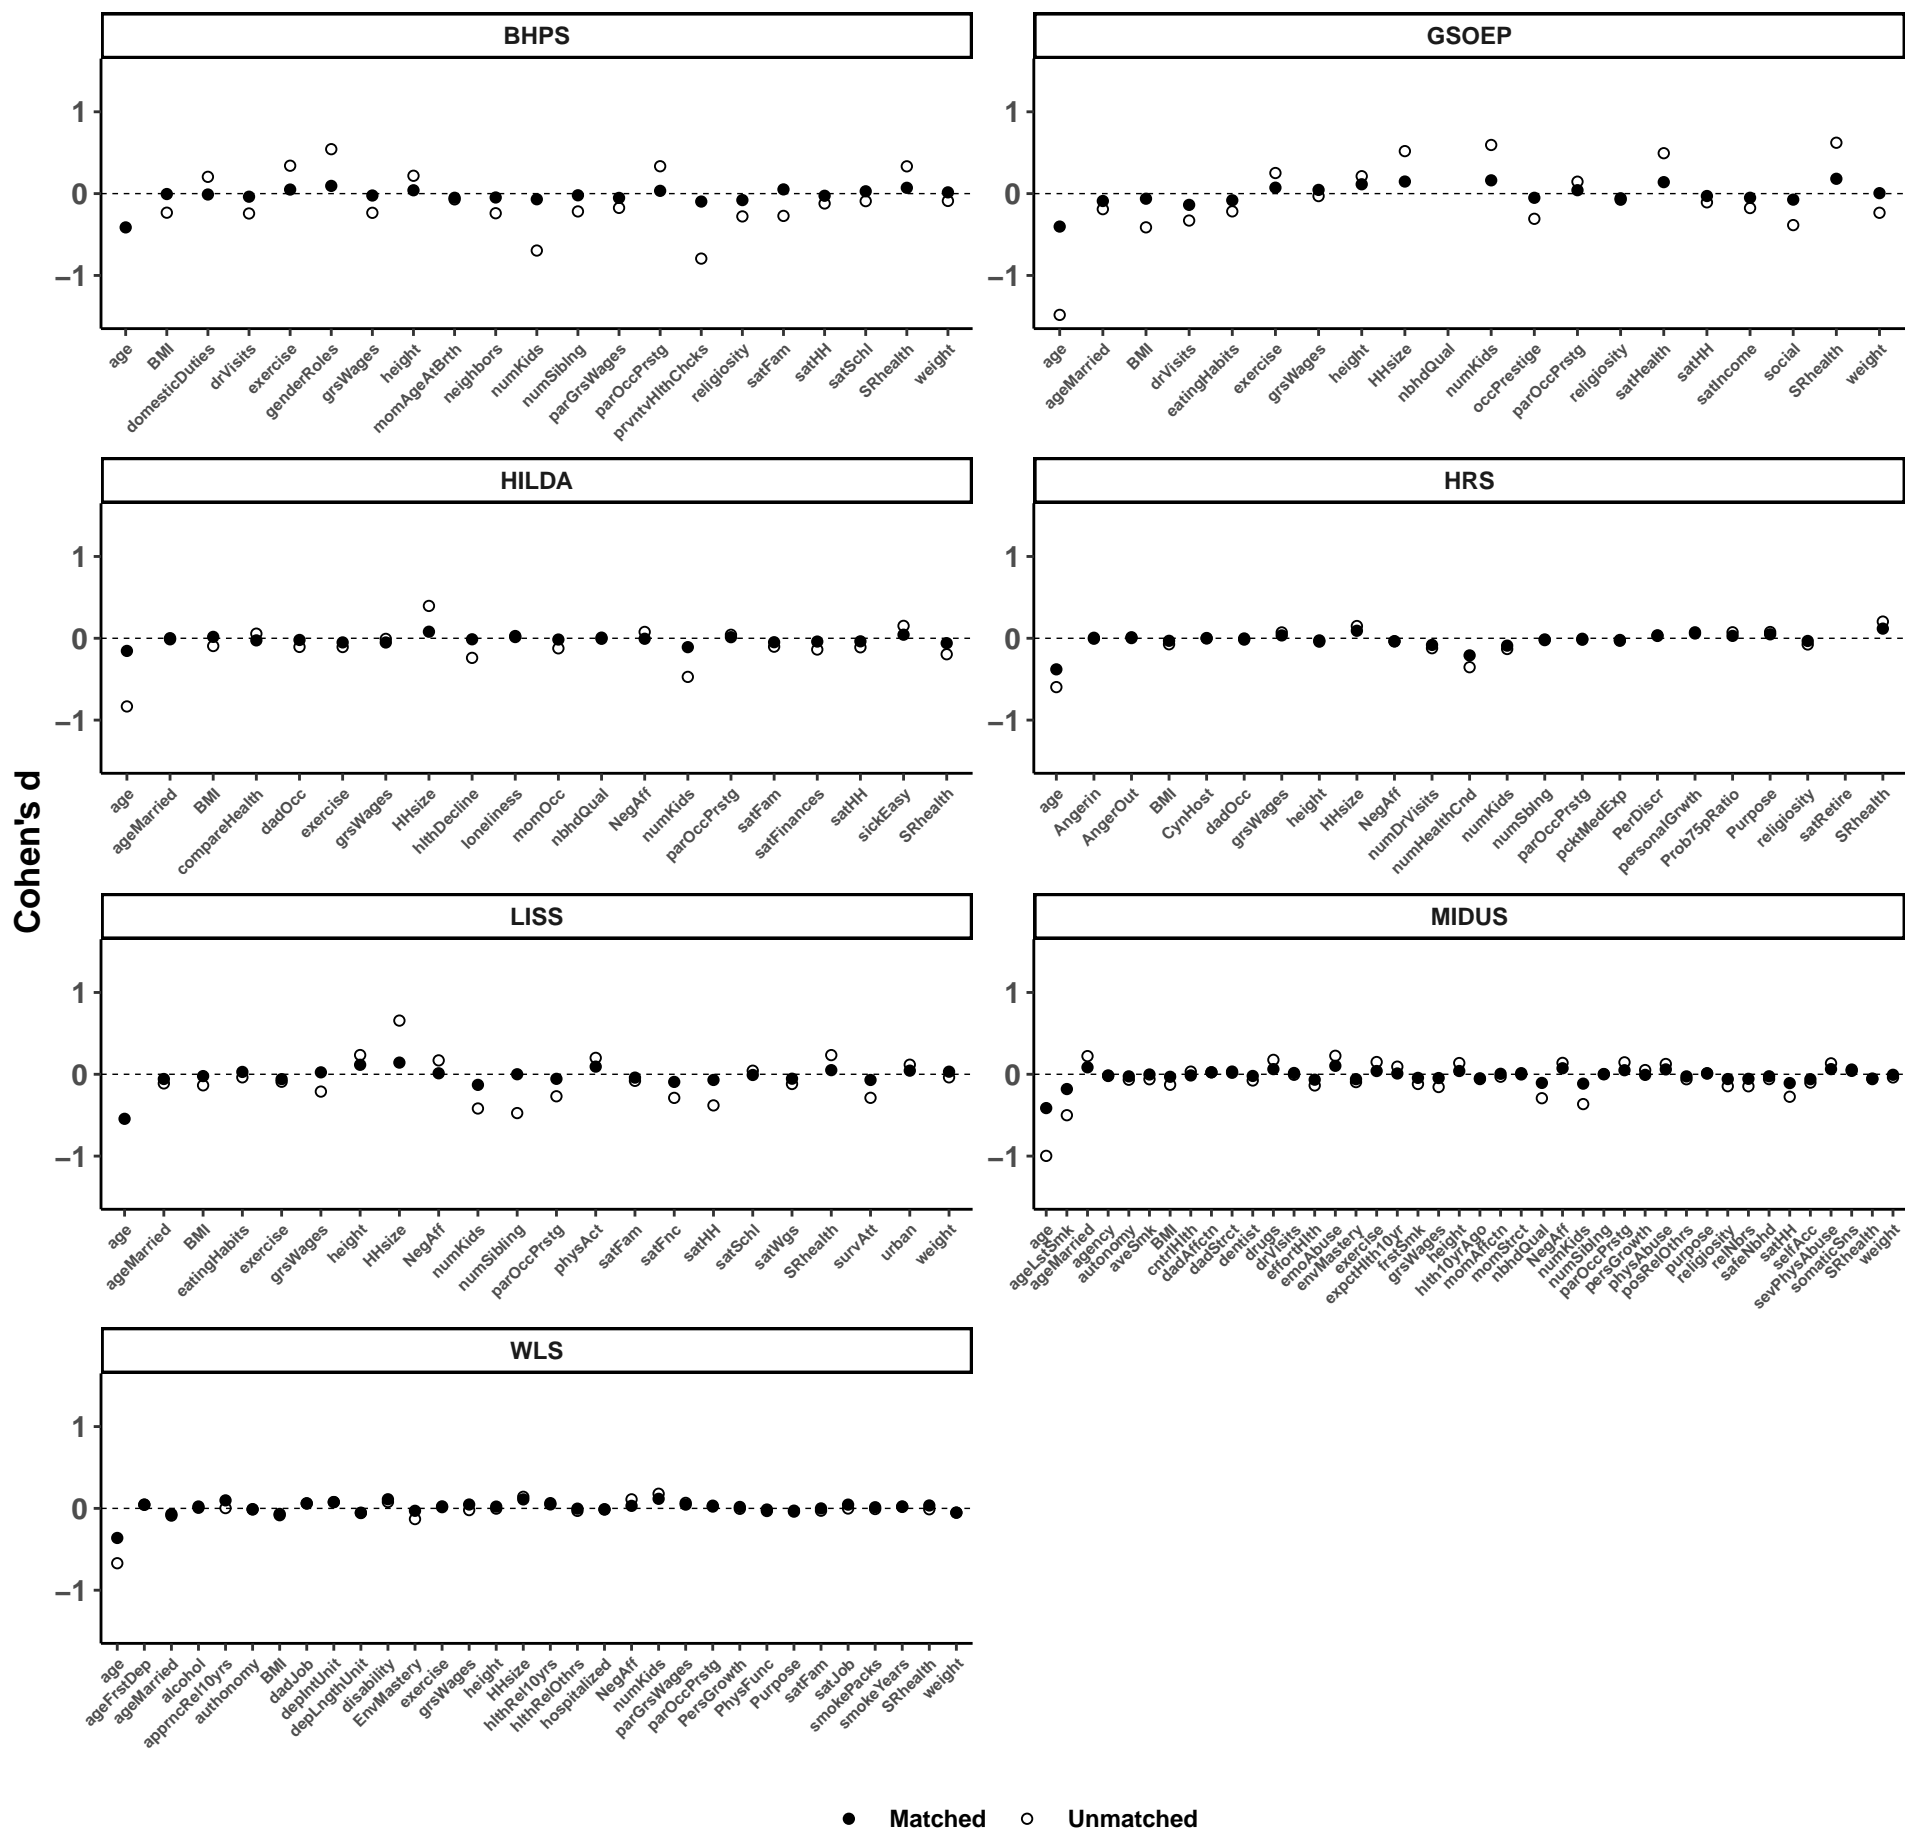 BHPS
1
0
−1
age
BMI
domesticDuties
drVisits
exercise
genderRoles
grsWages
height
momAgeAtBrth
neighbors
numKids
numSiblng
parGrsWages
parOccPrstg
prvntvHlthChcks
religiosity
satFam
satHH
satSchl
SRhealth
weight
GSOEP
1
0
−1
age
ageMarried
BMI
drVisits
eatingHabits
exercise
grsWages
height
HHsize
nbhdQual
numKids
occPrestige
parOccPrstg
religiosity
satHealth
satHH
satIncome
social
SRhealth
weight
HILDA
1
0
−1
age
ageMarried
BMI
compareHealth
dadOcc
exercise
grsWages
HHsize
hlthDecline
loneliness
momOcc
nbhdQual
NegAff
numKids
parOccPrstg
satFam
satFinances
satHH
sickEasy
SRhealth
HRS
1
0
−1
age
Angerin
AngerOut
BMI
CynHost
dadOcc
grsWages
height
HHsize
NegAff
numDrVisits
numHealthCnd
numKids
numSblng
parOccPrstg
pcktMedExp
PerDiscr
personalGrwth
Prob75pRatio
Purpose
religiosity
satRetire
SRhealth
Cohen's d
LISS
1
0
−1
age
ageMarried
BMI
eatingHabits
exercise
grsWages
height
HHsize
NegAff
numKids
numSibling
parOccPrstg
physAct
satFam
satFnc
satHH
satSchl
satWgs
SRhealth
survAtt
urban
weight
MIDUS
1
0
−1
age
ageLstSmk
ageMarried
agency
autonomy
aveSmk
BMI
cntrlHlth
dadAffctn
dadStrct
dentist
drugs
drVisits
effortHlth
emoAbuse
envMastery
exercise
expctHlth10yr
frstSmk
grsWages
height
hlth10yrAgo
momAffctn
momStrct
nbhdQual
NegAff
numKids
numSiblng
parOccPrstg
persGrowth
physAbuse
posRelOthrs
purpose
religiosity
relNbrs
safeNbhd
satHH
selfAcc
sevPhysAbuse
somaticSns
SRhealth
weight
WLS
1
0
−1
age
ageFrstDep
ageMarried
alcohol
apprncRel10yrs
authonomy
BMI
dadJob
depIntUnit
depLngthUnit
disability
EnvMastery
exercise
grsWages
height
HHsize
hlthRel10yrs
hlthRelOthrs
hospitalized
NegAff
numKids
parGrsWages
parOccPrstg
PersGrowth
PhysFunc
Purpose
satFam
satJob
smokePacks
smokeYears
SRhealth
weight
Matched Unmatched